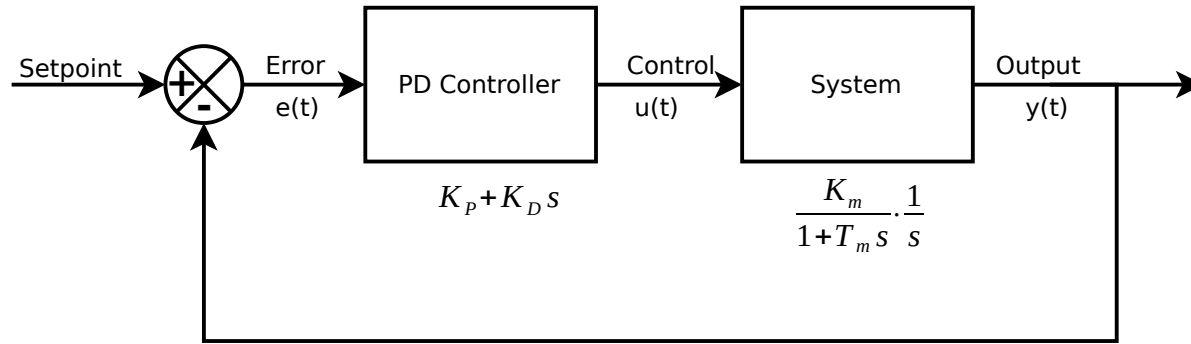 Setpoint
+
-
Error
e(t)
PD Controller
K_P + K_D s
Control
u(t)
System
K_m
1+T_m s
·
1
s
Output
y(t)